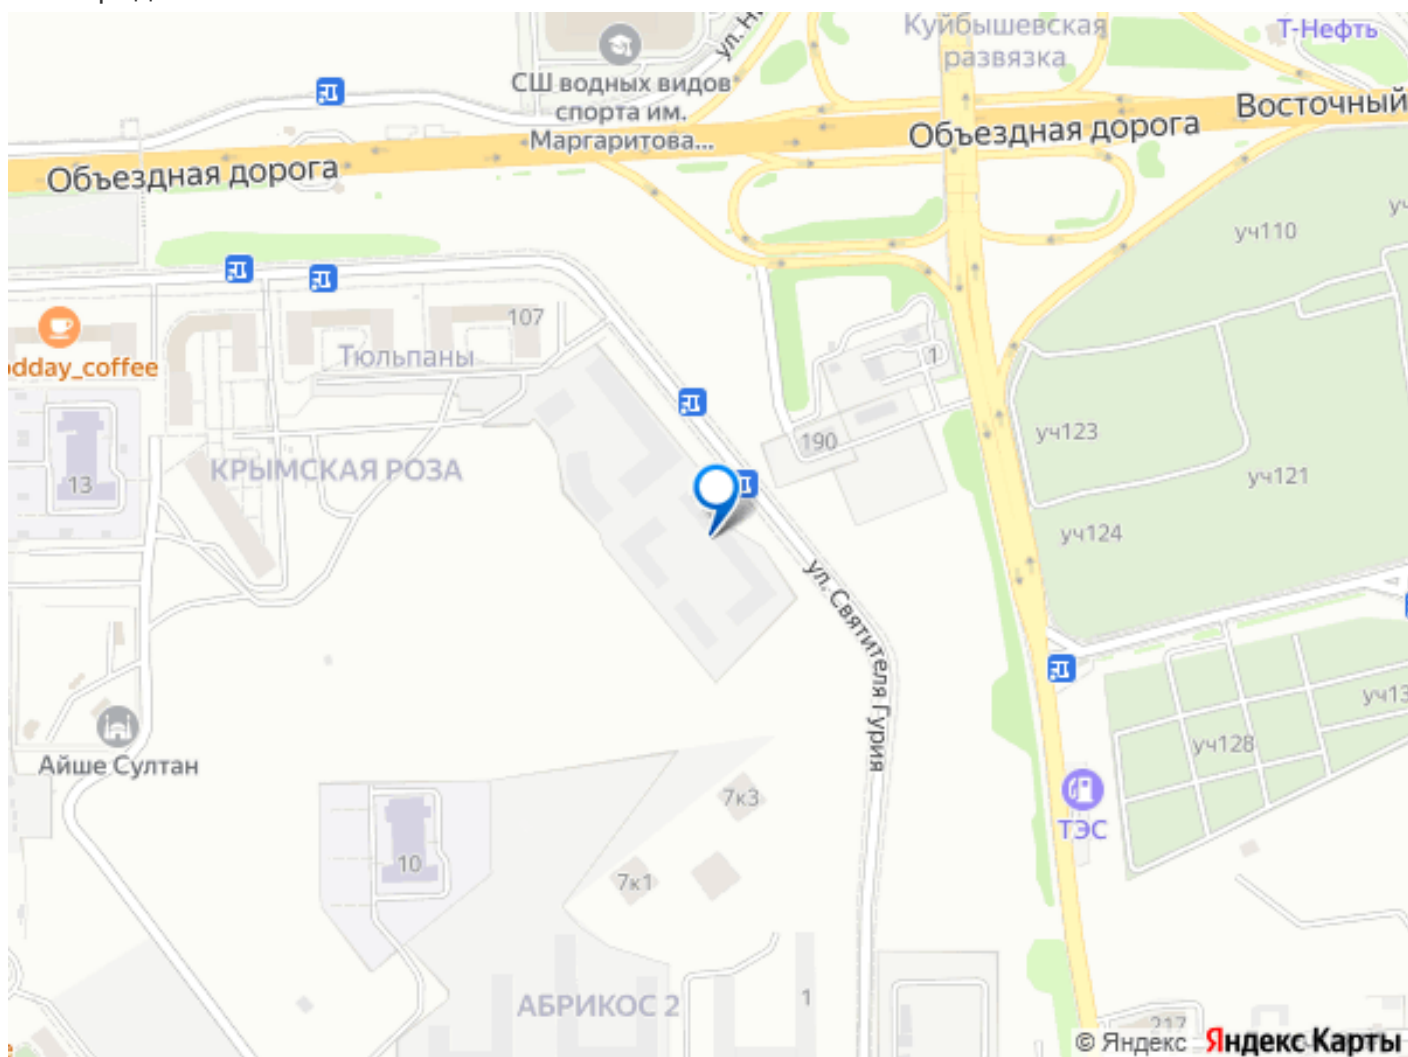 Куйбышевская
развязка
Т-Нефть
СШ водных видов
спорта им.
Маргаритова...
Восточный
Объездная дорога
Объездная дорога
уч110
107
Тюльпаны
1
dday_coffee
190
уч123
КРЫМСКАЯ РОЗА
13
уч121
уч124
ул. Святителя Гурия
уч128
Айше Султан
7к3
ТЭС
10
7к1
АБРИКОС 2
1
217
© Яндекс Яндекс Карты